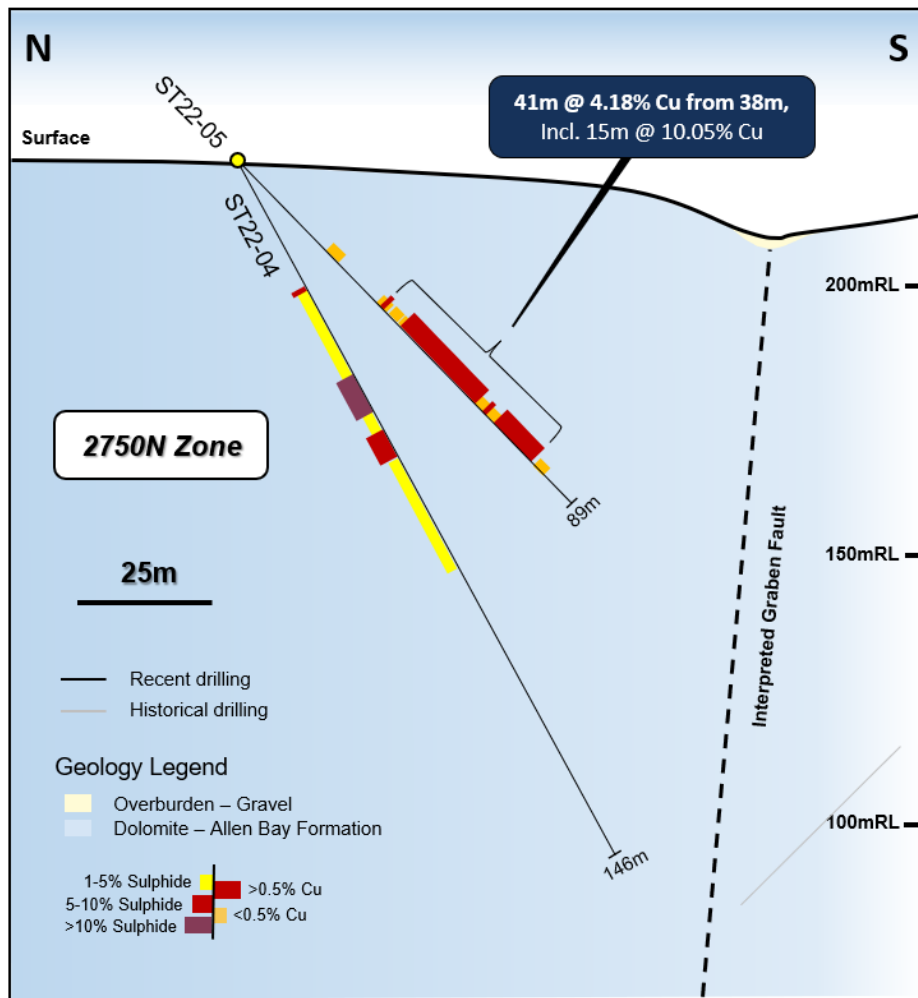 N
S
ST22-05
41m @ 4.18% Cu from 38m,
Incl. 15m @ 10.05% Cu
Surface
ST22-04
200mRL
2750N Zone
89m
150mRL
25m
Interpreted Graben Fault
Recent drilling
Historical drilling
Geology Legend
Overburden – Gravel
Dolomite – Allen Bay Formation
100mRL
146m
1-5% Sulphide
>0.5% Cu
5-10% Sulphide
<0.5% Cu
>10% Sulphide